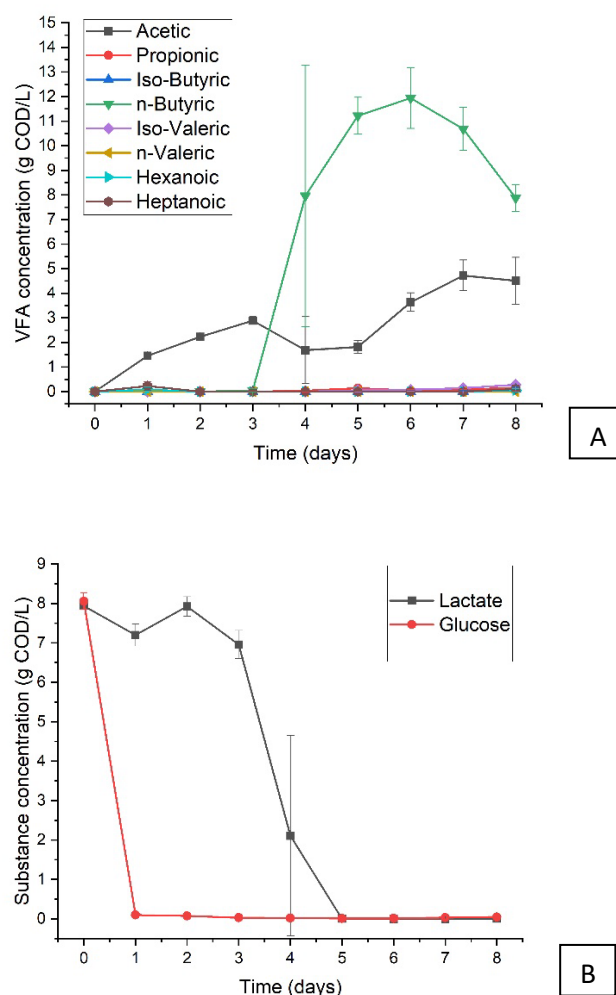 15
14
13
12
11
10
9
8
7
6
5
4
3
2
1
0
VFA concentration (g COD/L)
Acetic
Propionic
Iso-Butyric
n-Butyric
Iso-Valeric
n-Valeric
Hexanoic
Heptanoic
0 1 2 3 4 5 6 7 8
Time (days)
A
9
8
7
6
5
4
3
2
1
0
Substance concentration (g COD/L)
Lactate
Glucose
0 1 2 3 4 5 6 7 8
Time (days)
B